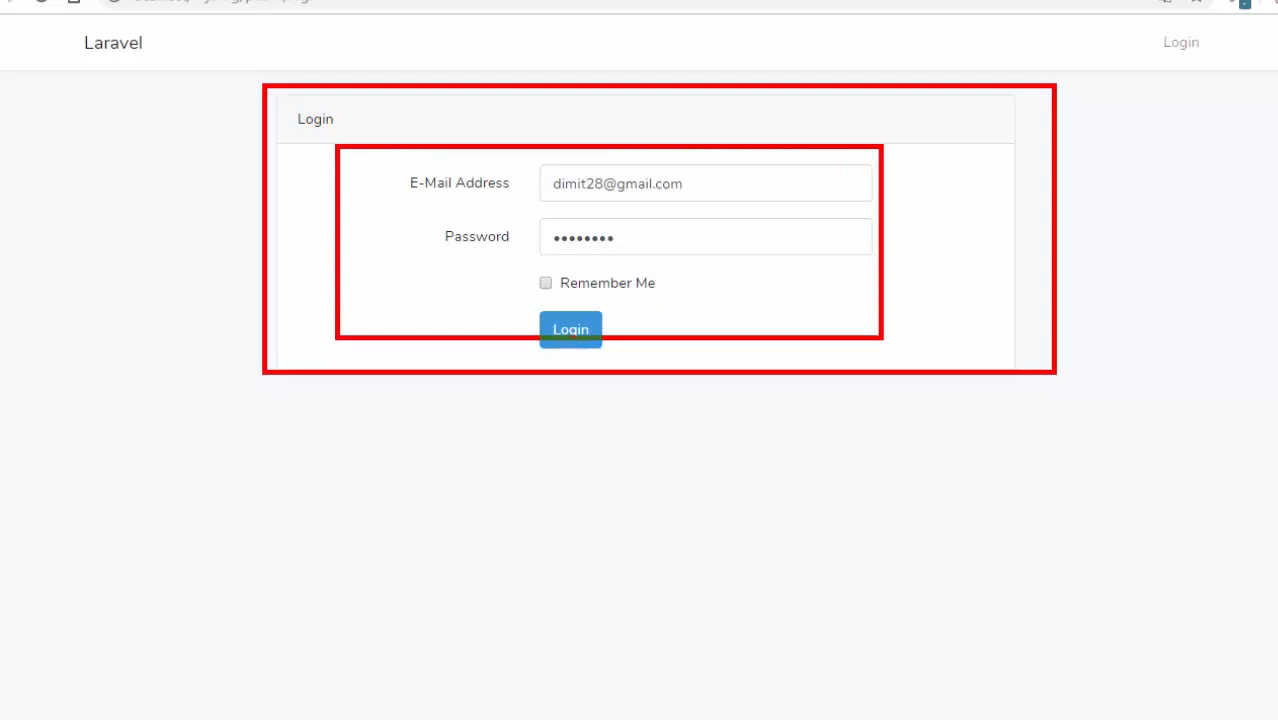 Laravel
Login
Login
E-Mail Address
dimit28@gmail.com
Password
Remember Me
Login